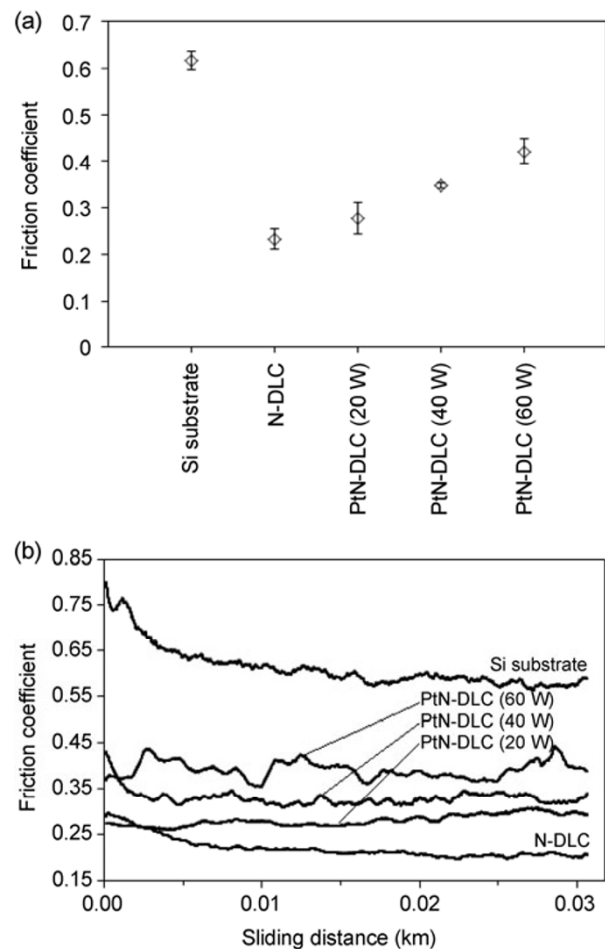 (a)
0.7
0.6
0.5
0.4
0.3
0.2
0.1
0
Friction coefficient
Si substrate
N-DLC
PtN-DLC (20 W)
PtN-DLC (40 W)
PtN-DLC (60 W)
(b)
0.85
0.75
0.65
0.55
0.45
0.35
0.25
0.15
Friction coefficient
Si substrate
PtN-DLC (60 W)
PtN-DLC (40 W)
PtN-DLC (20 W)
N-DLC
0.00
0.01
0.02
0.03
Sliding distance (km)